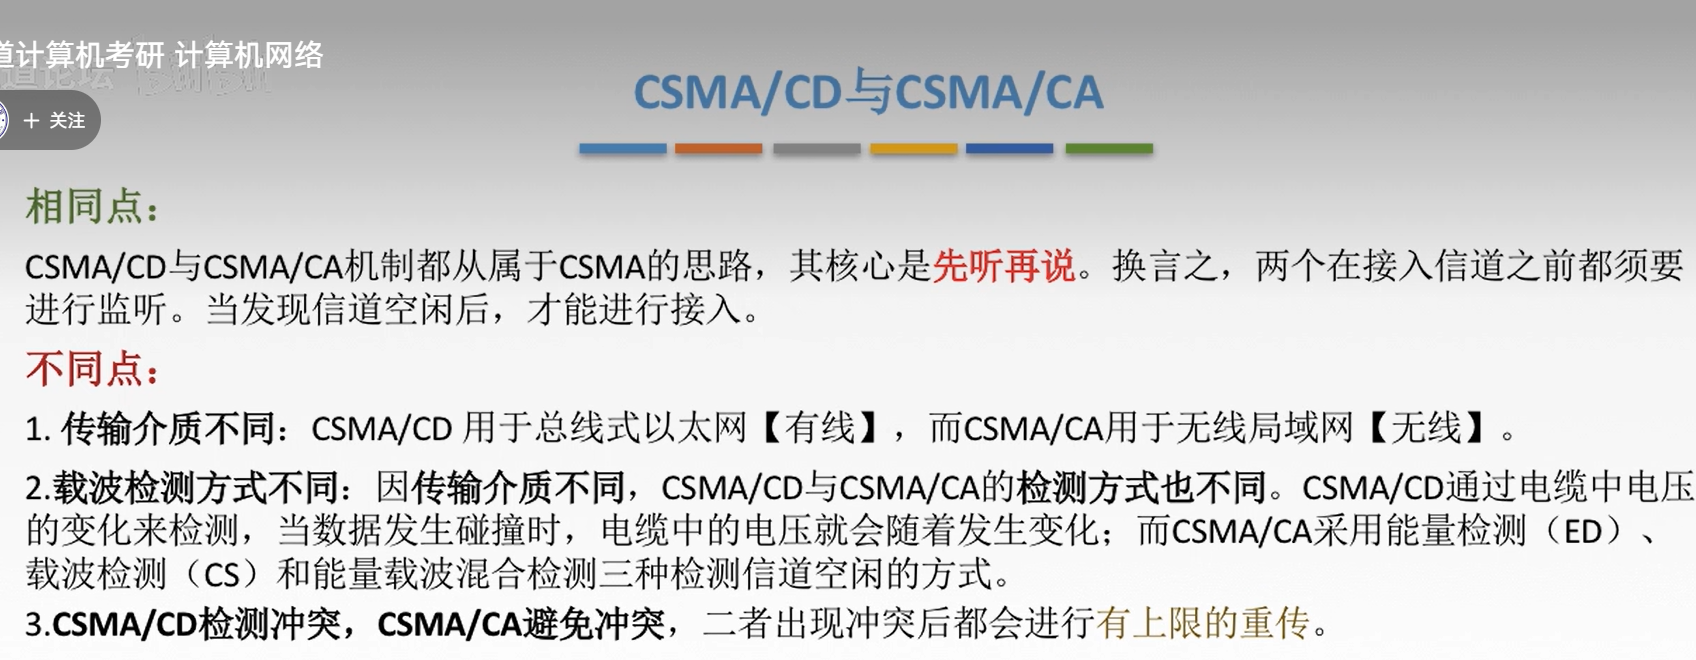 道计算机考研 计算机网络
道论坛
+ 关注
CSMA/CD与CSMA/CA
相同点：
CSMA/CD与CSMA/CA机制都从属于CSMA的思路，其核心是先听再说。换言之，两个在接入信道之前都须要
进行监听。当发现信道空闲后，才能进行接入。
不同点：
1. 传输介质不同：CSMA/CD 用于总线式以太网【有线】，而CSMA/CA用于无线局域网【无线】。
2.载波检测方式不同：因传输介质不同，CSMA/CD与CSMA/CA的检测方式也不同。CSMA/CD通过电缆中电压
的变化来检测，当数据发生碰撞时，电缆中的电压就会随着发生变化；而CSMA/CA采用能量检测（ED）、
载波检测（CS）和能量载波混合检测三种检测信道空闲的方式。
3.CSMA/CD检测冲突，CSMA/CA避免冲突，二者出现冲突后都会进行有上限的重传。